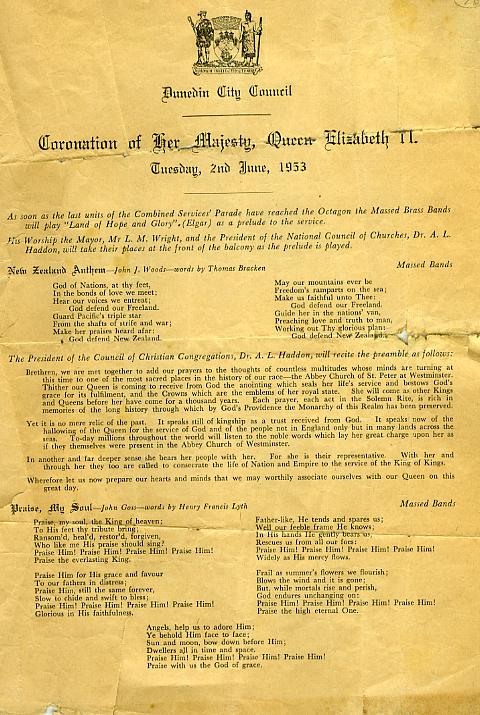 Dunedin City Council
Coronation of Her Majesty, Queen Elizabeth II.
Tuesday, 2nd June, 1953
As soon as the last units of the Combined Services' Parade have reached the Octagon the Massed Brass Bands
will play "Land of Hope and Glory". (Elgar) as a prelude to the service.
His Worship the Mayor, Mr L. M. Wright, and the President of the National Council of Churches, Dr. A. L.
Haddon, will take their places at the front of the balcony as the prelude is played.
New Zealand Anthem—John J. Woods—words by Thomas Bracken Massed Bands
God of Nations, at thy feet,
In the bonds of love we meet;
Hear our voices we entreat;
God defend our Freeland.
Guard Pacific's triple star
From the shafts of strife and war;
Make her praises heard afar:
God defend New Zealand.
May our mountains ever be
Freedom's ramparts on the sea;
Make us faithful unto Thee:
God defend our Freeland.
Guide her in the nations' van,
Preaching love and truth to man,
Working out Thy glorious plan:
God defend New Zealand.
The President of the Council of Christian Congregations, Dr. A. L. Haddon, will recite the preamble as follows:
Brethren, we are met together to add our prayers to the thoughts of countless multitudes whose minds are turning at
this time to one of the most sacred places in the history of our race—the Abbey Church of St. Peter at Westminster.
Thither our Queen is coming to receive from God the anointing which seal her life's service and bestows God's
grace for its fulfilment, and the Crowns which are the emblems of her royal state. She will come as other Kings
and Queens before her have come for a thousand years. Each prayer, each act in the Solemn Rite, is rich in
memories of the long history through which by God's Providence the Monarchy of this Realm has been preserved.
Yet it is no mere relic of the past. It speaks still of kingship as a trust received from God. It speaks now of the
hallowing of the Queen for the service of God and of the people not in England only but in many lands across the
seas. To-day millions throughout the world will listen to the noble words which lay her great charge upon her as
if they themselves were present in the Abbey Church of Westminster.
In another and far deeper sense she bears her people with her. For she is their representative. With her and
through her they too are called to consecrate the life of Nation and Empire to the service of the King of Kings.
Wherefore let us now prepare our hearts and minds that we may worthily associate ourselves with our Queen on this
great day.
Praise, My Soul—John Goss—words by Henry Francis Lyth Massed Bands
Praise, my soul, the King of heaven;
To His feet thy tribute bring;
Ransom'd, heal'd, restor'd, forgiven,
Who like me His praise should sing?
Praise Him! Praise Him! Praise Him! Praise Him!
Praise the everlasting King.
Praise Him for His grace and favour
To our fathers in distress;
Praise Him, still the same forever,
Slow to chide and swift to bless;
Praise Him! Praise Him! Praise Him! Praise Him!
Glorious in His faithfulness.
Father-like, He tends and spares us;
Well our feeble frame He knows;
In His hands He gently bears us,
Rescues us from all our foes:
Praise Him! Praise Him! Praise Him! Praise Him!
Widely as His mercy flows.
Frail as summer's flowers we flourish;
Blows the wind and it is gone;
But, while mortals rise and perish,
God endures unchanging on:
Praise Him! Praise Him! Praise Him! Praise Him!
Praise the high eternal One.
Angels, help us to adore Him;
Ye behold Him face to face;
Sun and moon, bow down before Him;
Dwellers all in time and space.
Praise Him! Praise Him! Praise Him! Praise Him!
Praise with us the God of grace.